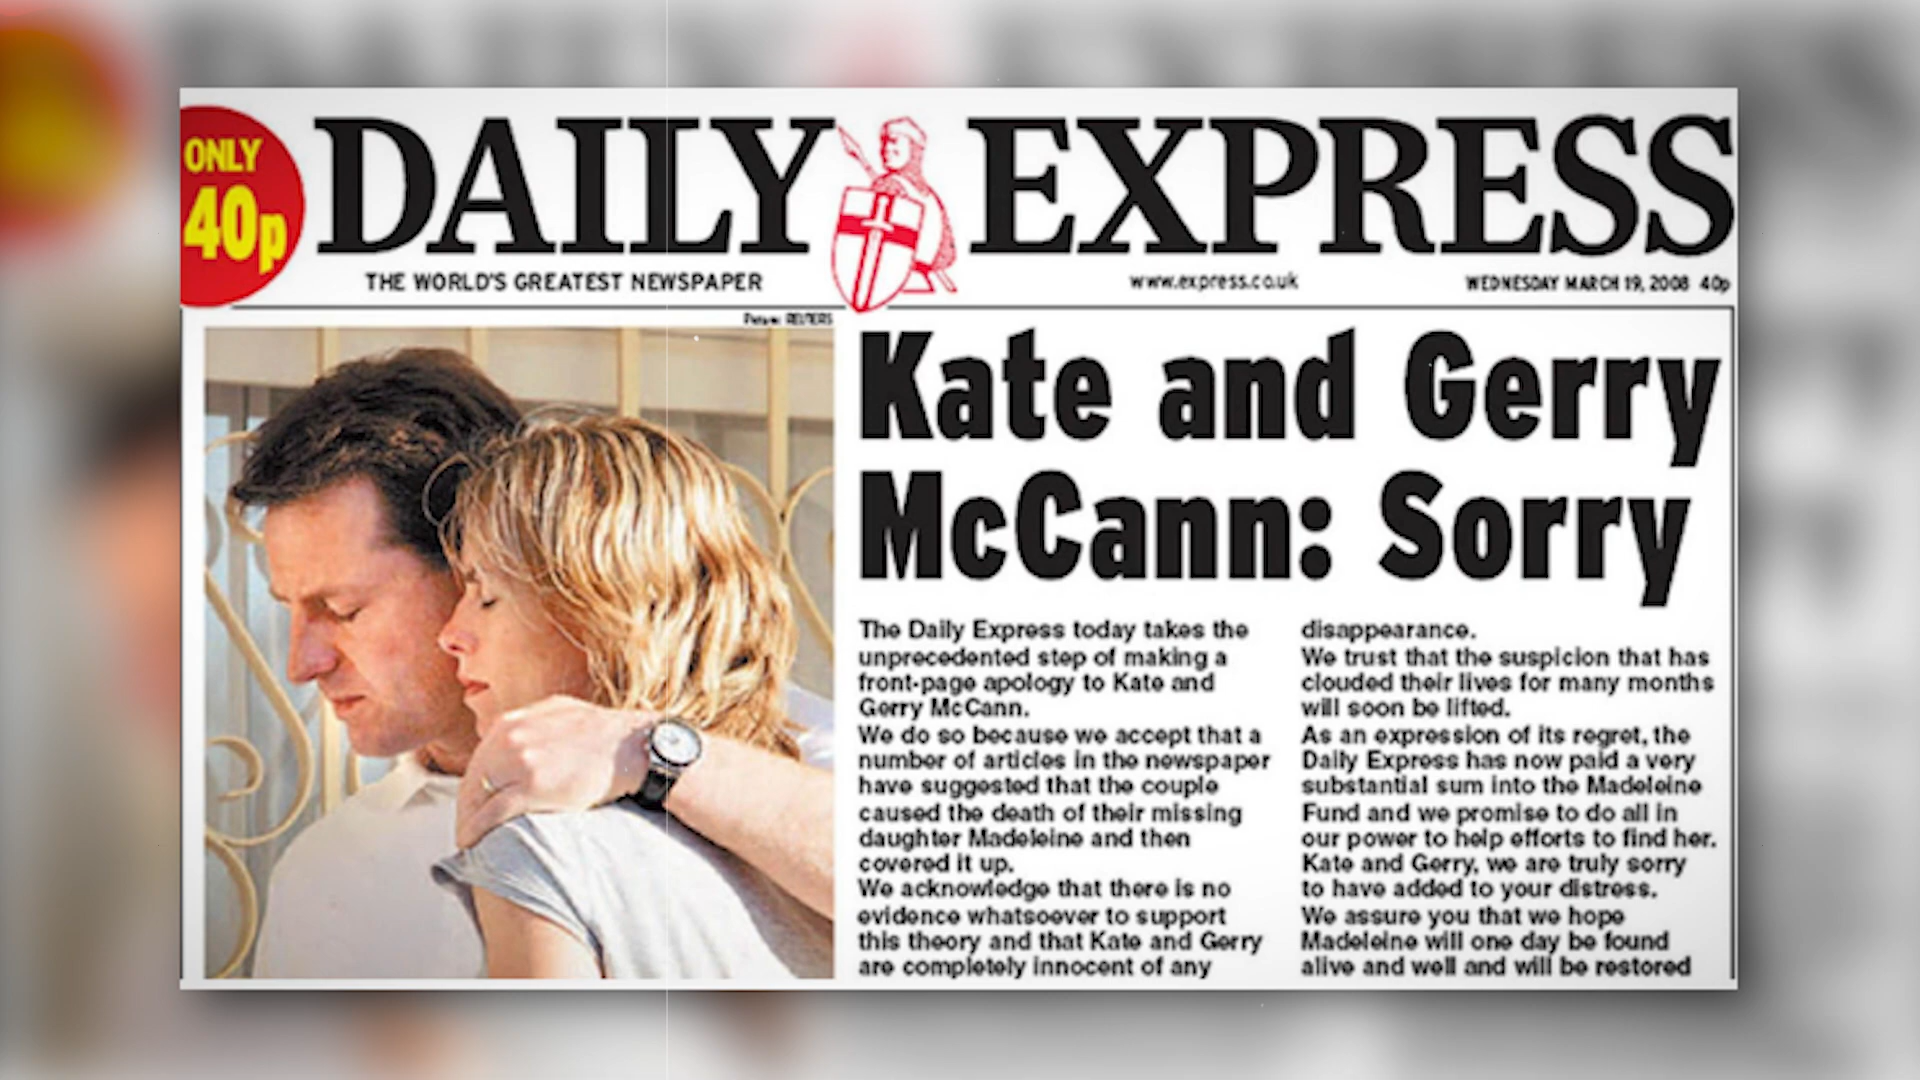 ONLY
40p
DAILY EXPRESS
THE WORLD'S GREATEST NEWSPAPER
www.express.co.uk
WEDNESDAY MARCH 19, 2008 40p
Picture: REUTERS
Kate and Gerry
McCann: Sorry
The Daily Express today takes the
unprecedented step of making a
front-page apology to Kate and
Gerry McCann.
We do so because we accept that a
number of articles in the newspaper
have suggested that the couple
caused the death of their missing
daughter Madeleine and then
covered it up.
We acknowledge that there is no
evidence whatsoever to support
this theory and that Kate and Gerry
are completely innocent of any
disappearance.
We trust that the suspicion that has
clouded their lives for many months
will soon be lifted.
As an expression of its regret, the
Daily Express has now paid a very
substantial sum into the Madeleine
Fund and we promise to do all in
our power to help efforts to find her.
Kate and Gerry, we are truly sorry
to have added to your distress.
We assure you that we hope
Madeleine will one day be found
alive and well and will be restored